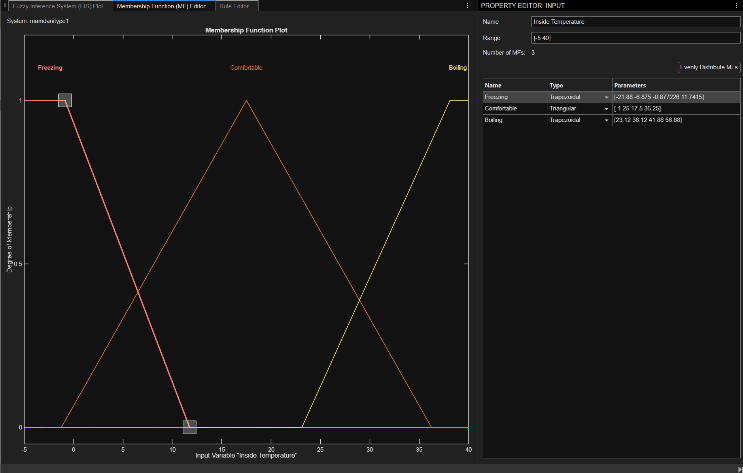 Fuzzy Inference System (FIS) Plot
Membership Function (MF) Editor
Rule Editor
System: mamdanitype1
Membership Function Plot
Freezing
Comfortable
Boiling
1
0.5
0
Degree of Membership
-5 0 5 10 15 20 25 30 35 40
Input Variable "Inside Temperature"
PROPERTY EDITOR: INPUT
Name Inside Temperature
Range [-5 40]
Number of MFs: 3
Evenly Distribute MFs
Name Type Parameters
Freezing Trapezoidal [-21.88 -6.875 -0.877226 11.7415]
Comfortable Triangular [-1.25 17.5 36.25]
Boiling Trapezoidal [23.12 38.12 41.88 56.88]